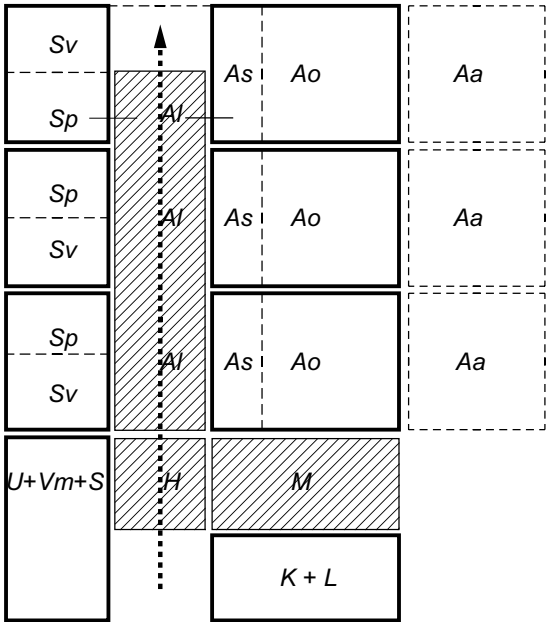 Sv
As Ao Aa
Sp Al
Sp
Al As Ao Aa
Sv
Sp
Al As Ao Aa
Sv
U+Vm+S H M
K + L